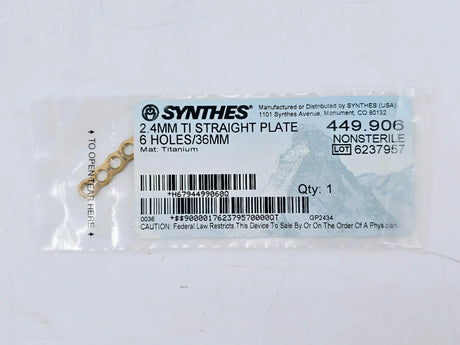 SYNTHES®
Manufactured or Distributed by SYNTHES (USA)
1101 Synthes Avenue, Monument, CO 80132
2.4MM TI STRAIGHT PLATE
449.906
6 HOLES/36MM
NONSTERILE
Mat: Titanium
LOT 6237957
*H6794499060Q
Qty: 1
0036
+$$900001762379570000QT
GP2434
CAUTION: Federal Law Restricts This Device To Sale By Or On The Order Of A Physician.
TO OPEN TEAR HERE